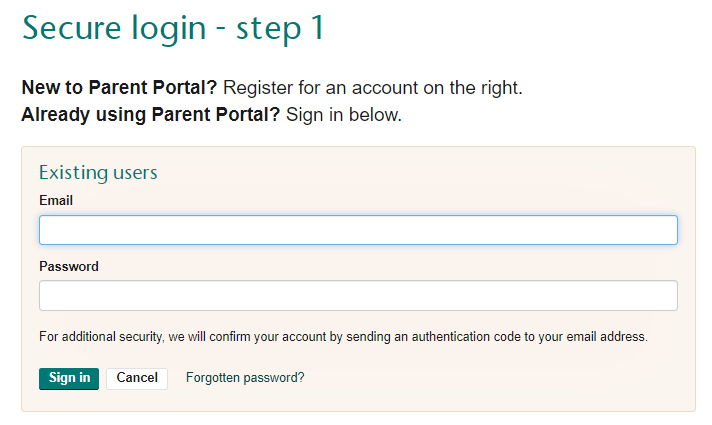 Secure login - step 1
New to Parent Portal? Register for an account on the right.
Already using Parent Portal? Sign in below.
Existing users
Email
Password
For additional security, we will confirm your account by sending an authentication code to your email address.
Sign in Cancel Forgotten password?